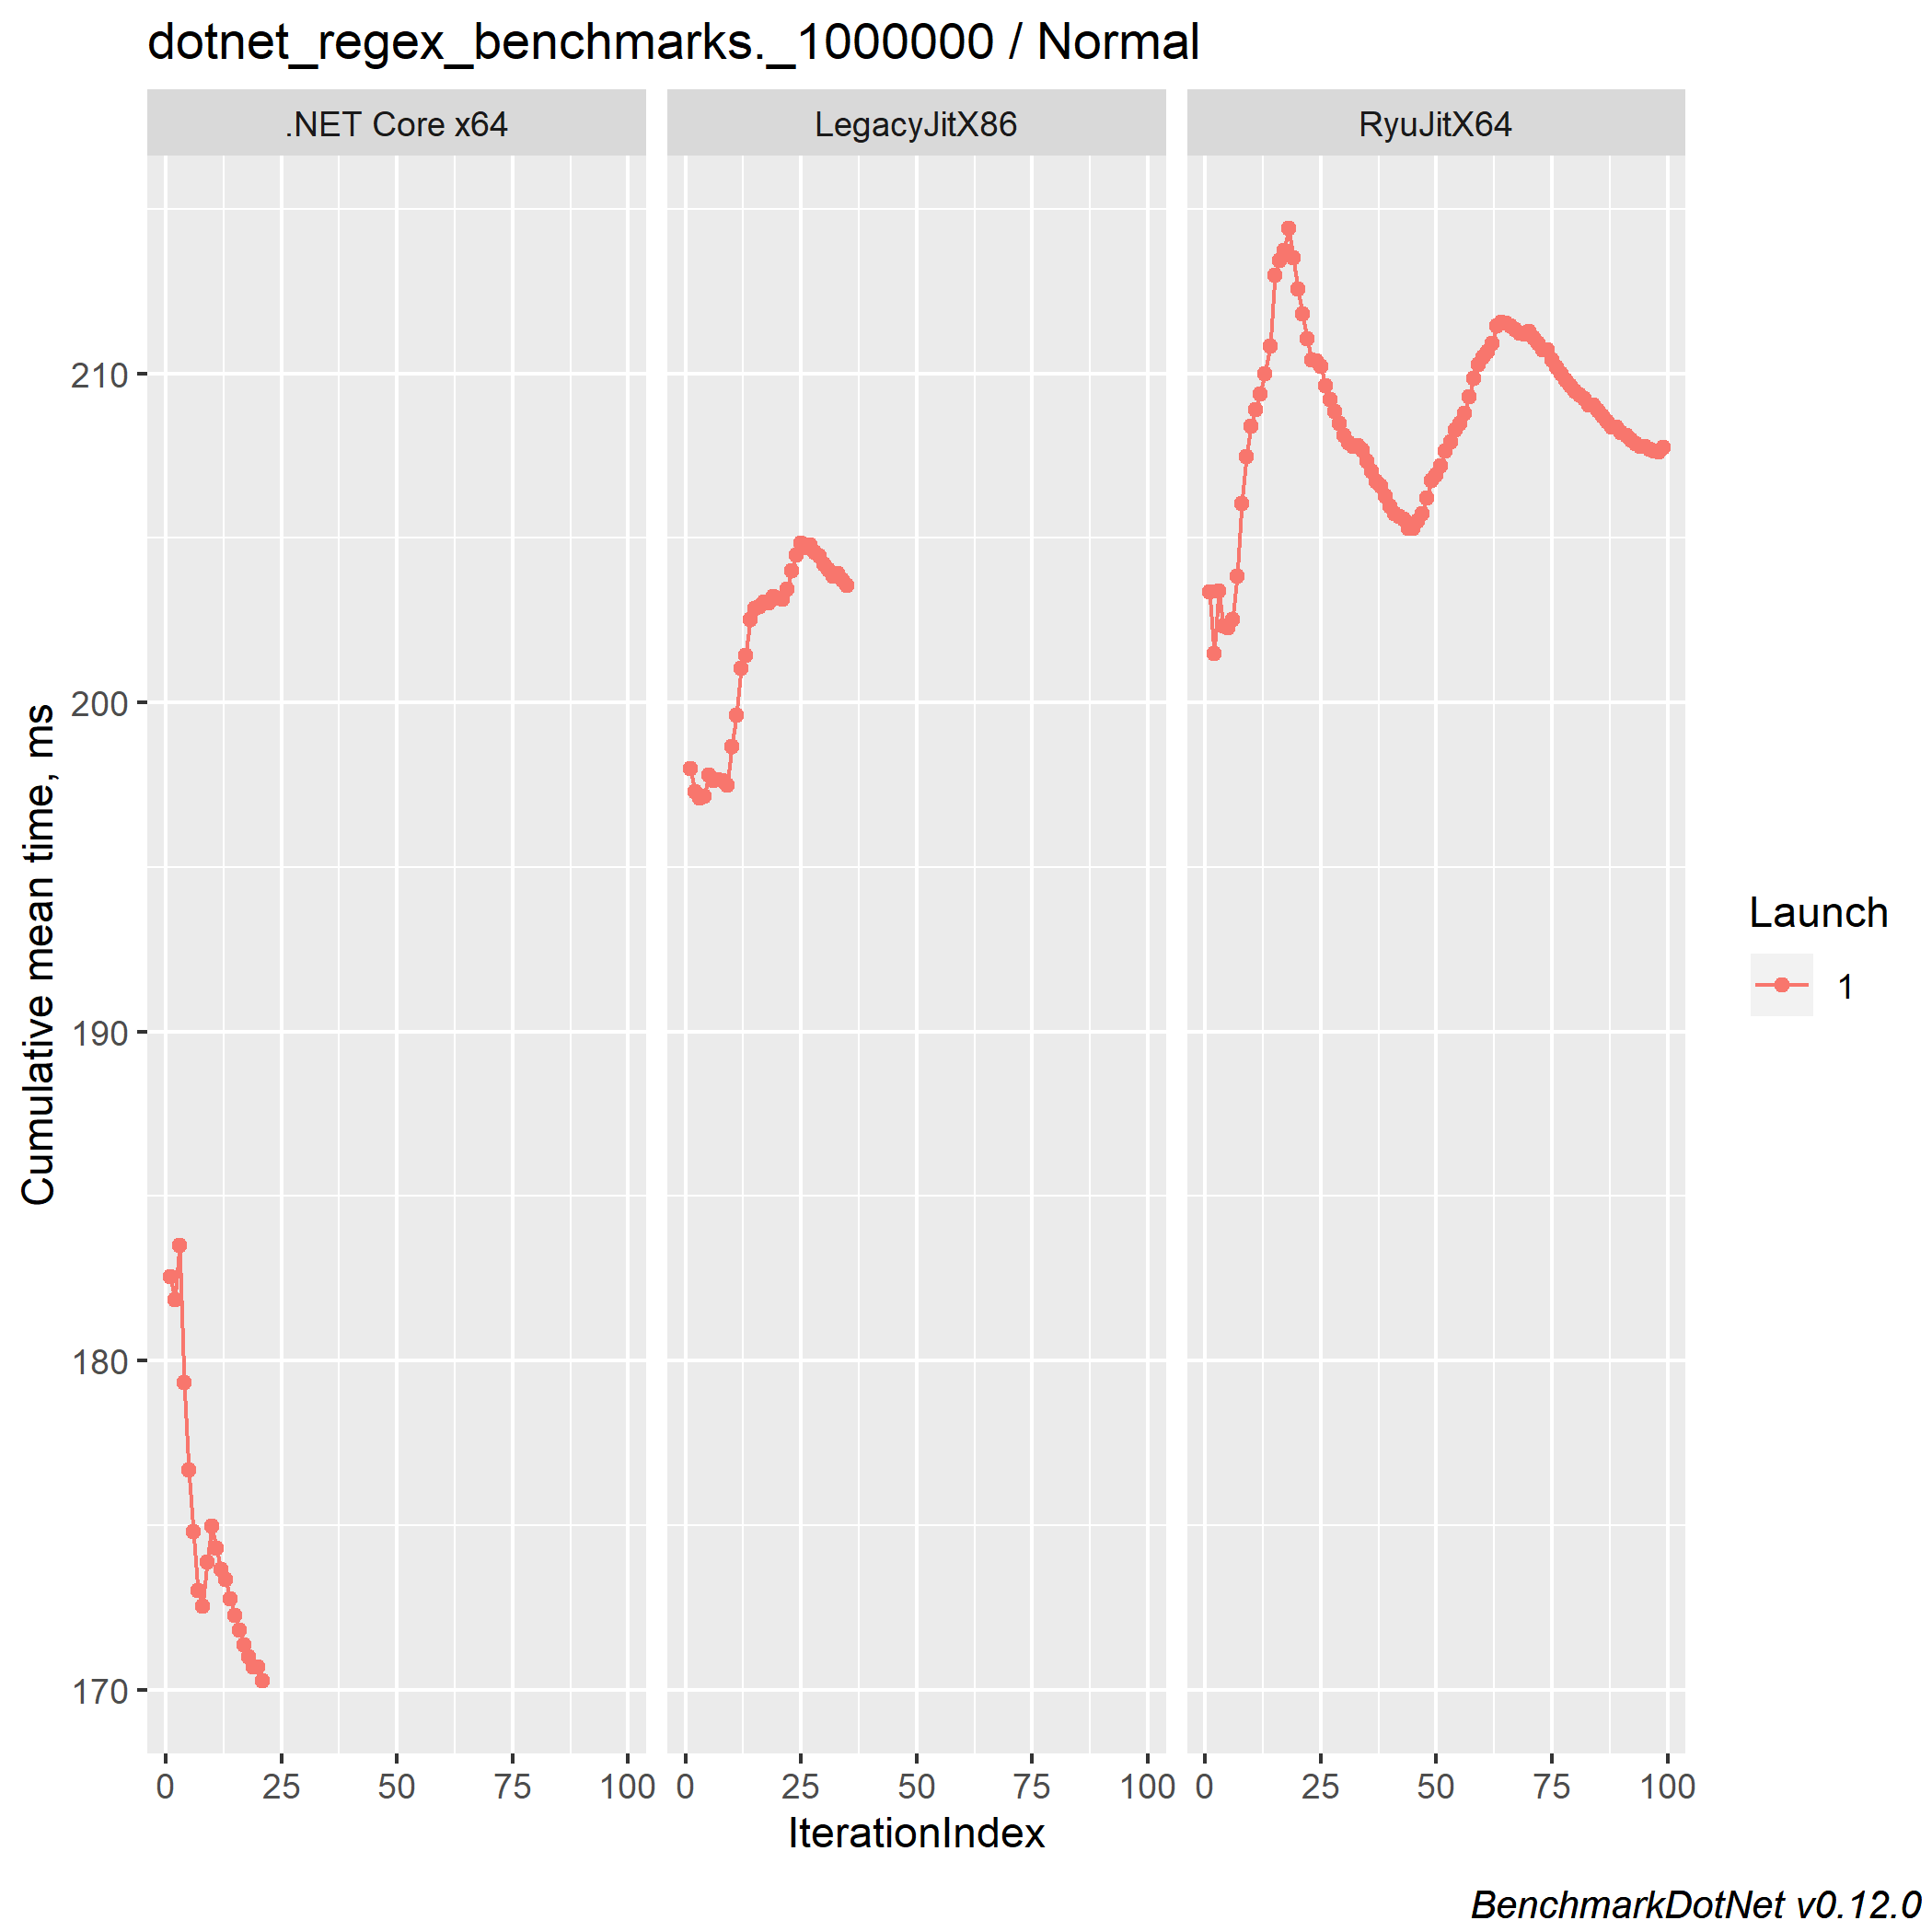 dotnet_regex_benchmarks._1000000 / Normal
.NET Core x64 LegacyJitX86 RyuJitX64
Cumulative mean time, ms
210
200
190
180
170
0 25 50 75 100 0 25 50 75 100 0 25 50 75 100
IterationIndex
Launch
1
BenchmarkDotNet v0.12.0